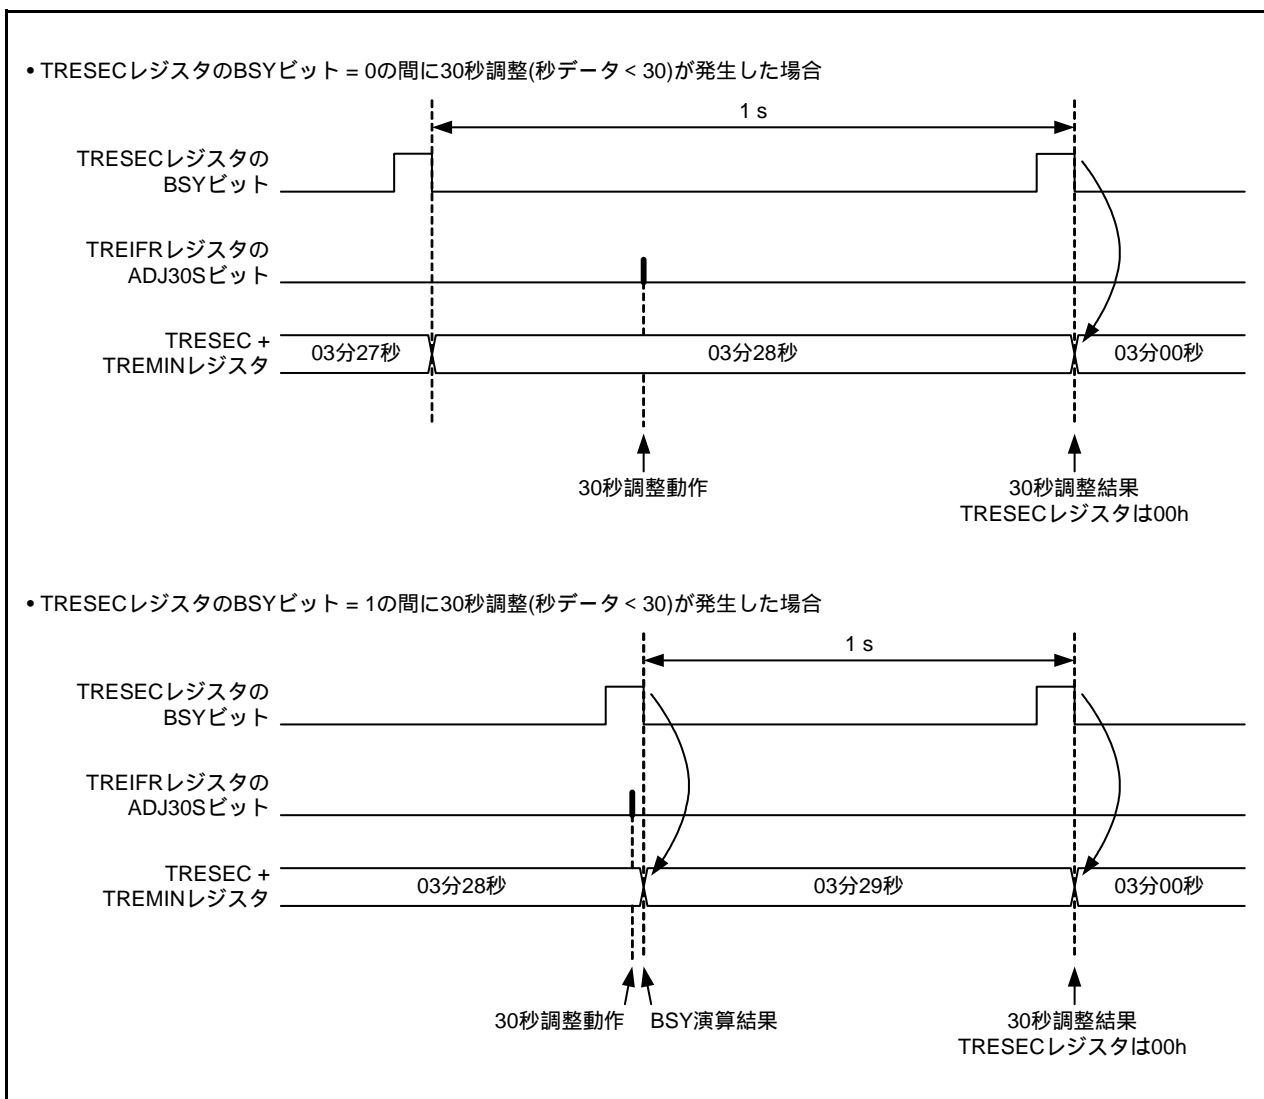 • TRESECレジスタのBSYビット = 0の間に30秒調整(秒データ < 30)が発生した場合
1 s
TRESECレジスタの
BSYビット
TREIFRレジスタの
ADJ30Sビット
TRESEC +
TREMINレジスタ
03分27秒
03分28秒
03分00秒
30秒調整動作
30秒調整結果
TRESECレジスタは00h
• TRESECレジスタのBSYビット = 1の間に30秒調整(秒データ < 30)が発生した場合
1 s
TRESECレジスタの
BSYビット
TREIFRレジスタの
ADJ30Sビット
TRESEC +
TREMINレジスタ
03分28秒
03分29秒
03分00秒
30秒調整動作
BSY演算結果
30秒調整結果
TRESECレジスタは00h